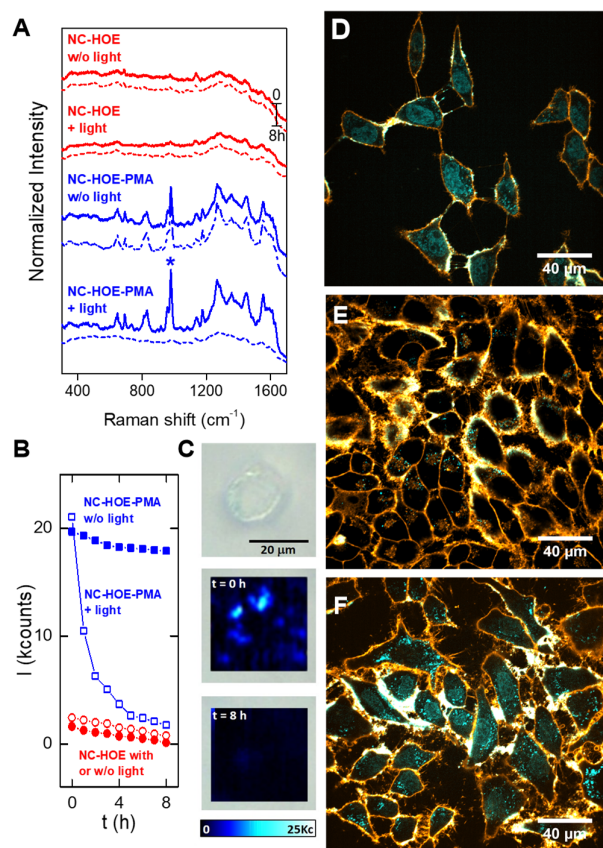 A
NC-HOE
w/o light
0
8h
NC-HOE
+ light
NC-HOE-PMA
w/o light
*
NC-HOE-PMA
+ light
Normalized Intensity
400 800 1200 1600
Raman shift (cm-1)
B
NC-HOE-PMA
w/o light
NC-HOE-PMA
+ light
NC-HOE with
or w/o light
I (kcounts)
20
10
0
0 4 8
t (h)
C
20 µm
t = 0 h
t = 8 h
0 25Kc
D
40 µm
E
40 µm
F
40 µm